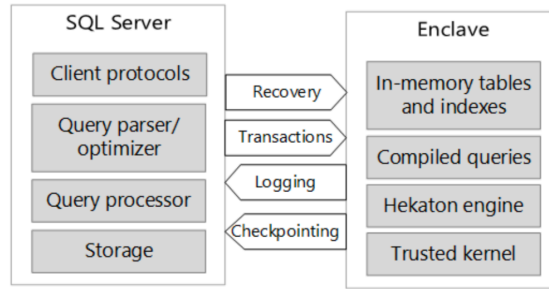 SQL Server
Client protocols
Query parser/
optimizer
Query processor
Storage
Recovery
Transactions
Logging
Checkpointing
Enclave
In-memory tables
and indexes
Compiled queries
Hekaton engine
Trusted kernel